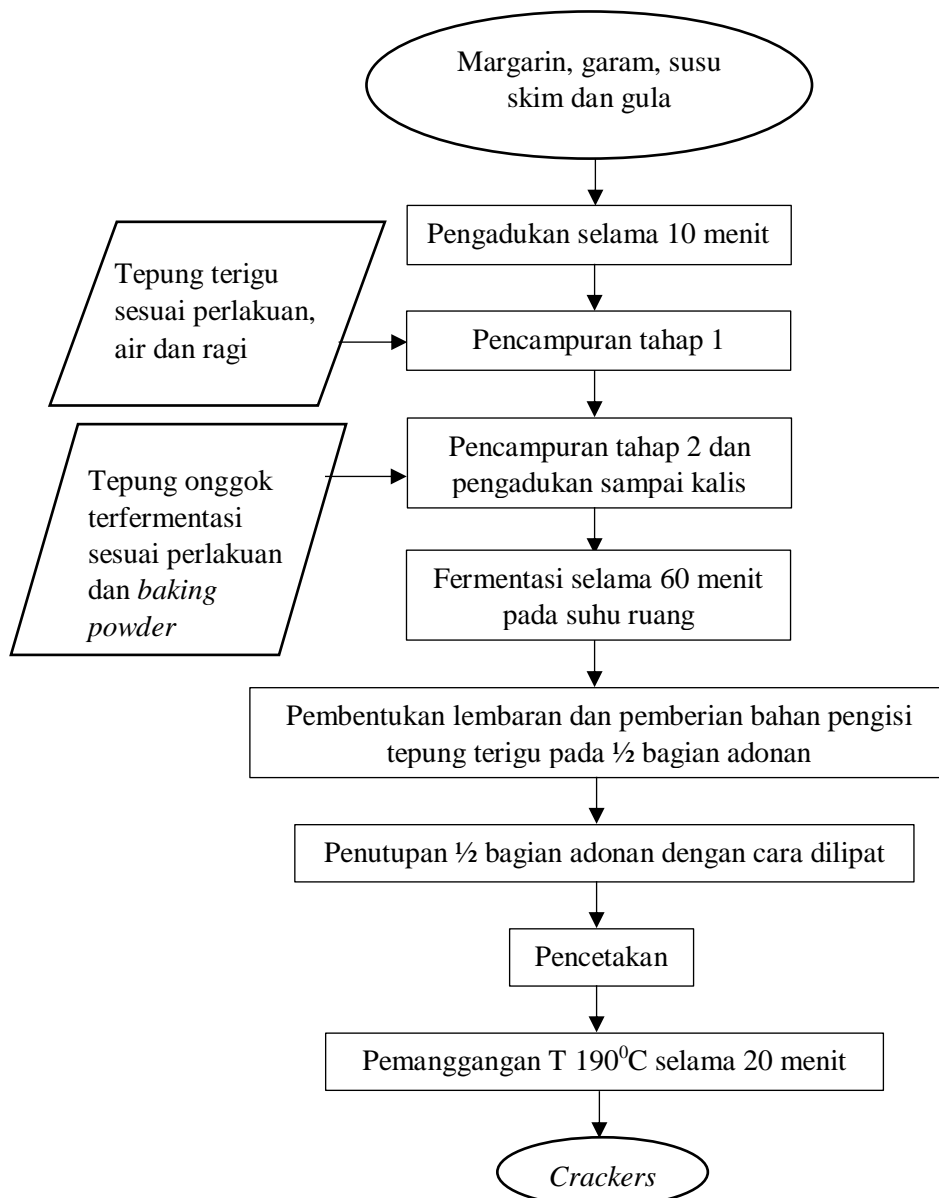 Margarin, garam, susu
skim dan gula
Pengadukan selama 10 menit
Tepung terigu
sesuai perlakuan,
air dan ragi
Pencampuran tahap 1
Pencampuran tahap 2 dan
pengadukan sampai kalis
Tepung onggok
terfermentasi
sesuai perlakuan
dan baking
powder
Fermentasi selama 60 menit
pada suhu ruang
Pembentukan lembaran dan pemberian bahan pengisi
tepung terigu pada ½ bagian adonan
Penutupan ½ bagian adonan dengan cara dilipat
Pencetakan
Pemanggangan T 190⁰C selama 20 menit
Crackers